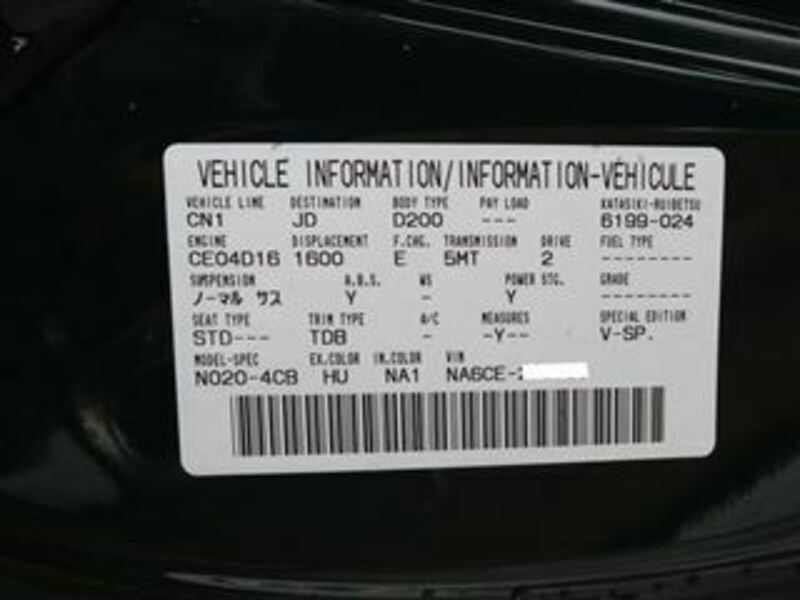 VEHICLE INFORMATION/INFORMATION-VEHICULE
VEHICLE LINE DESTINATION BODY TYPE PAY LOAD KATASIKI-RUIBETSU
CN1 JD D200 --- 6199-024
ENGINE DISPLACEMENT F.CHG. TRANSMISSION DRIVE FUEL TYPE
CE04D16 1600 E 5MT 2 --------
SUSPENSION A.B.S. WS POWER STG. GRADE
ノーマル サス Y - Y --------
SEAT TYPE TRIM TYPE A/C MEASURES SPECIAL EDITION
STD--- TDB - -Y-- V-SP.
MODEL-SPEC EX.COLOR IN.COLOR VIN
N020-4CB HU NA1 NA6CE-